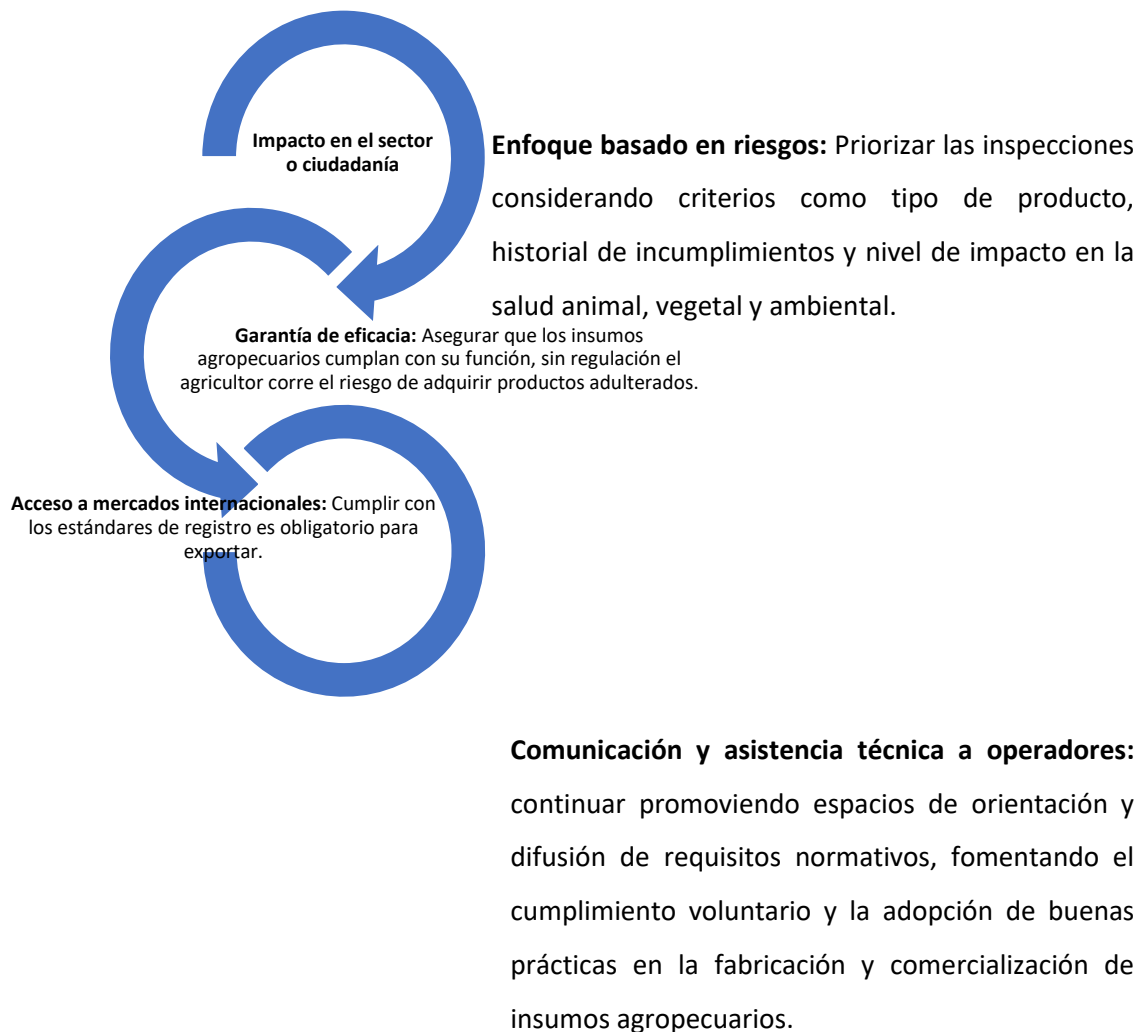 Impacto en el sector
o ciudadanía
Enfoque basado en riesgos: Priorizar las inspecciones
considerando criterios como tipo de producto,
historial de incumplimientos y nivel de impacto en la
salud animal, vegetal y ambiental.
Garantía de eficacia: Asegurar que los insumos
agropecuarios cumplan con su función, sin regulación el
agricultor corre el riesgo de adquirir productos adulterados.
Acceso a mercados internacionales: Cumplir con
los estándares de registro es obligatorio para
exportar.
Comunicación y asistencia técnica a operadores:
continuar promoviendo espacios de orientación y
difusión de requisitos normativos, fomentando el
cumplimiento voluntario y la adopción de buenas
prácticas en la fabricación y comercialización de
insumos agropecuarios.